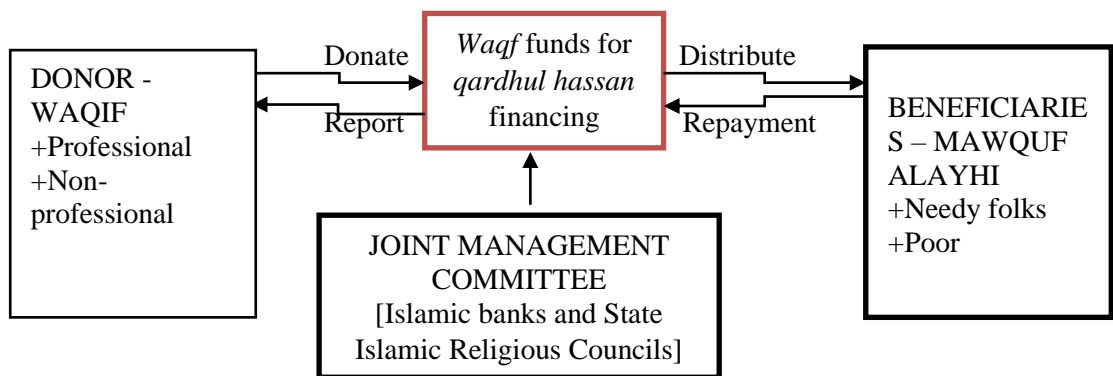 DONOR -
WAQIF
+Professional
+Non-
professional
Donate
Report
Waqf funds for
qardhul hassan
financing
Distribute
Repayment
BENEFICIARIE
S – MAWQUF
ALAYHI
+Needy folks
+Poor
JOINT MANAGEMENT
COMMITTEE
[Islamic banks and State
Islamic Religious Councils]